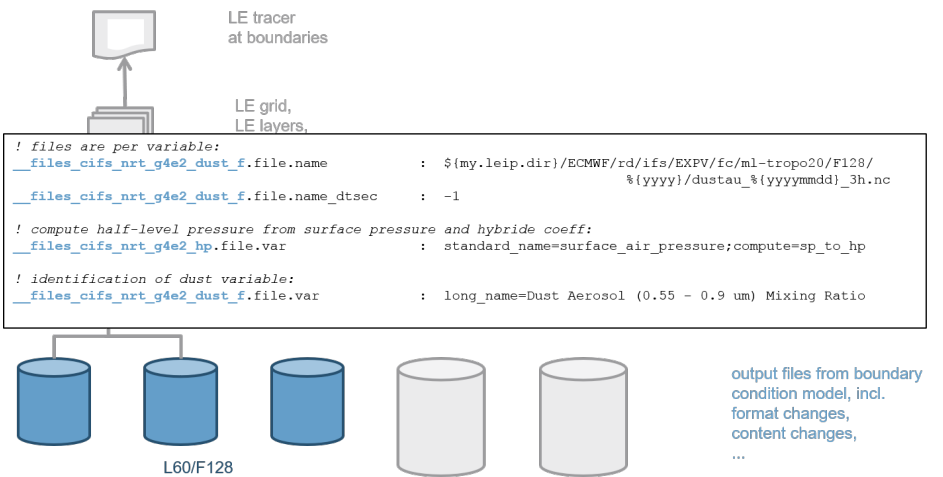 LE tracer
at boundaries
LE grid,
LE layers,
! files are per variable:
__files_cifs_nrt_g4e2_dust_f.file.name : ${my.leip.dir}/ECMWF/rd/ifs/EXPV/fc/ml-tropo20/F128/
%{yyyy}/dustau_%{yyyymmdd}_3h.nc
__files_cifs_nrt_g4e2_dust_f.file.name_dtsec : -1
! compute half-level pressure from surface pressure and hybride coeff:
__files_cifs_nrt_g4e2_hp.file.var : standard_name=surface_air_pressure;compute=sp_to_hp
! identification of dust variable:
__files_cifs_nrt_g4e2_dust_f.file.var : long_name=Dust Aerosol (0.55 - 0.9 um) Mixing Ratio
output files from boundary
condition model, incl.
format changes,
content changes,
...
L60/F128